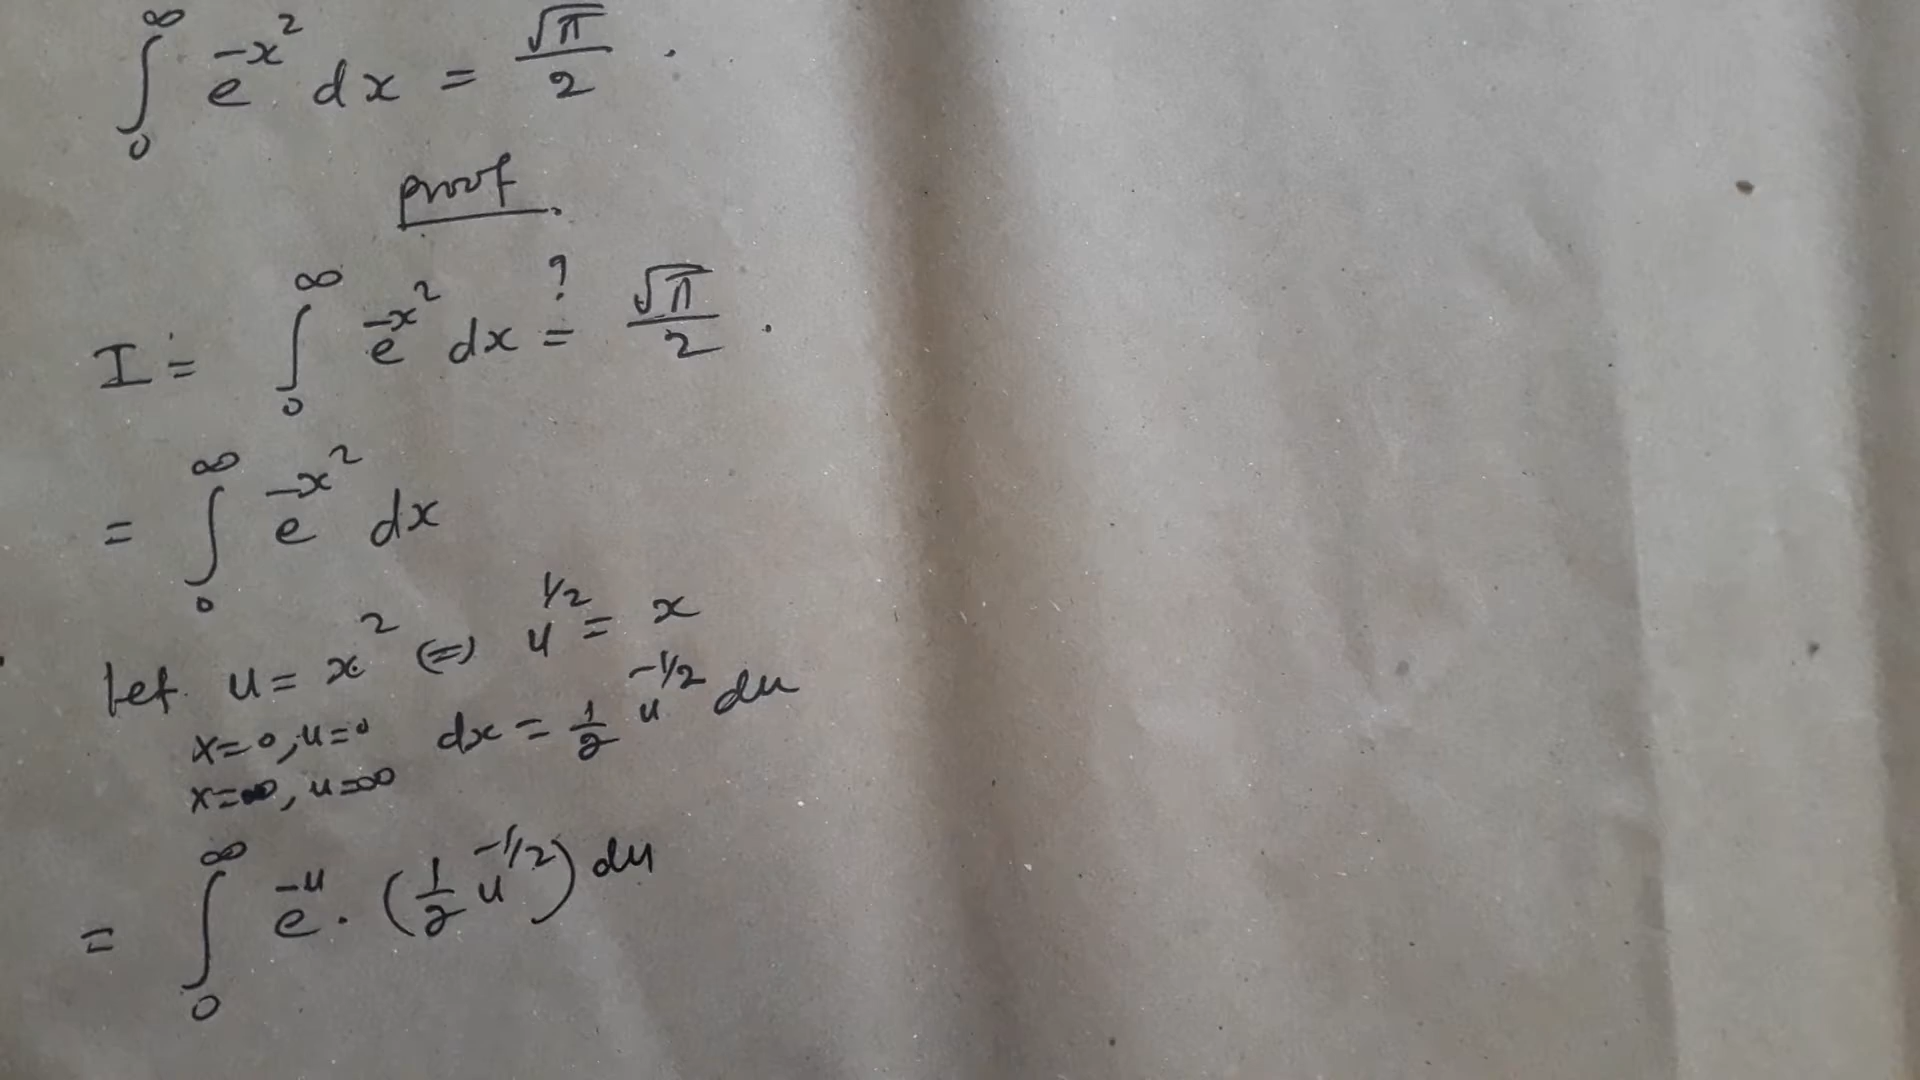 ∫₀^∞ e^{-x²} dx = √π/2 .
proof.
I = ∫₀^∞ e^{-x²} dx ?= √π/2 .
= ∫₀^∞ e^{-x²} dx
let u = x² (=) u^{1/2} = x
x=0, u=0 dx = 1/2 u^{-1/2} du
x=∞, u=∞
= ∫₀^∞ e^{-u} . (1/2 u^{-1/2}) du